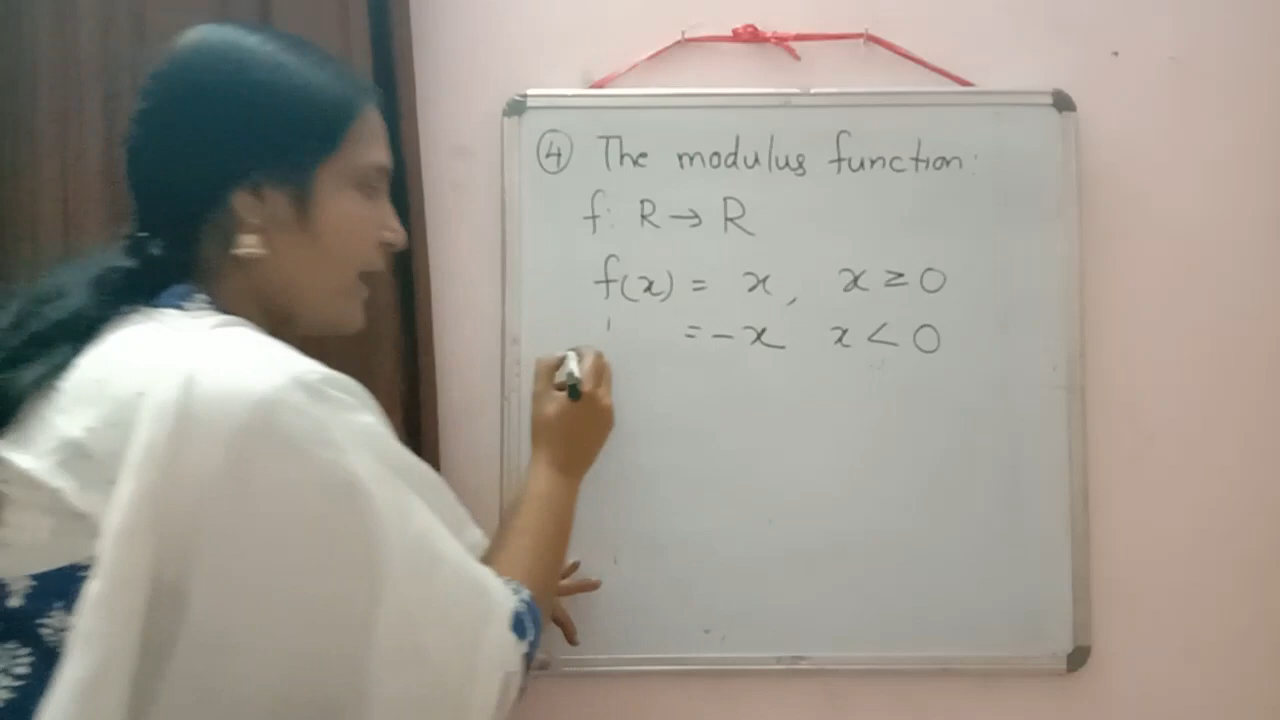 ④ The modulus function:
f: R → R
f(x) = x, x ≥ 0
= -x x < 0